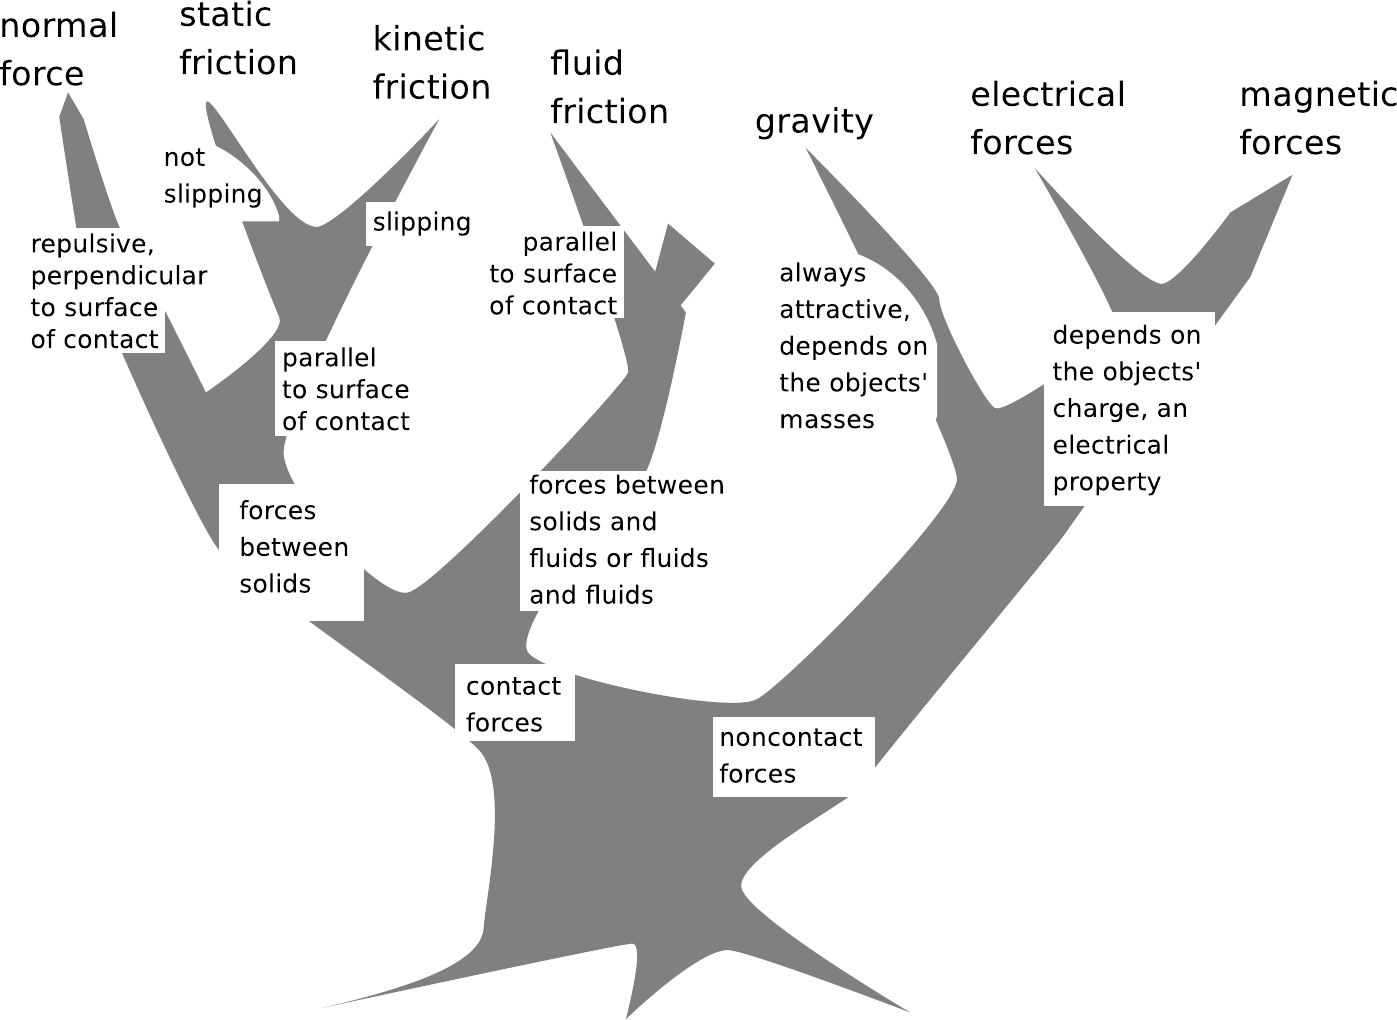 normal
force
static
friction
kinetic
friction
fluid
friction
gravity
electrical
forces
magnetic
forces
not
slipping
slipping
repulsive,
perpendicular
to surface
of contact
parallel
to surface
of contact
parallel
to surface
of contact
always
attractive,
depends on
the objects'
masses
depends on
the objects'
charge, an
electrical
property
forces
between
solids
forces between
solids and
fluids or fluids
and fluids
contact
forces
noncontact
forces